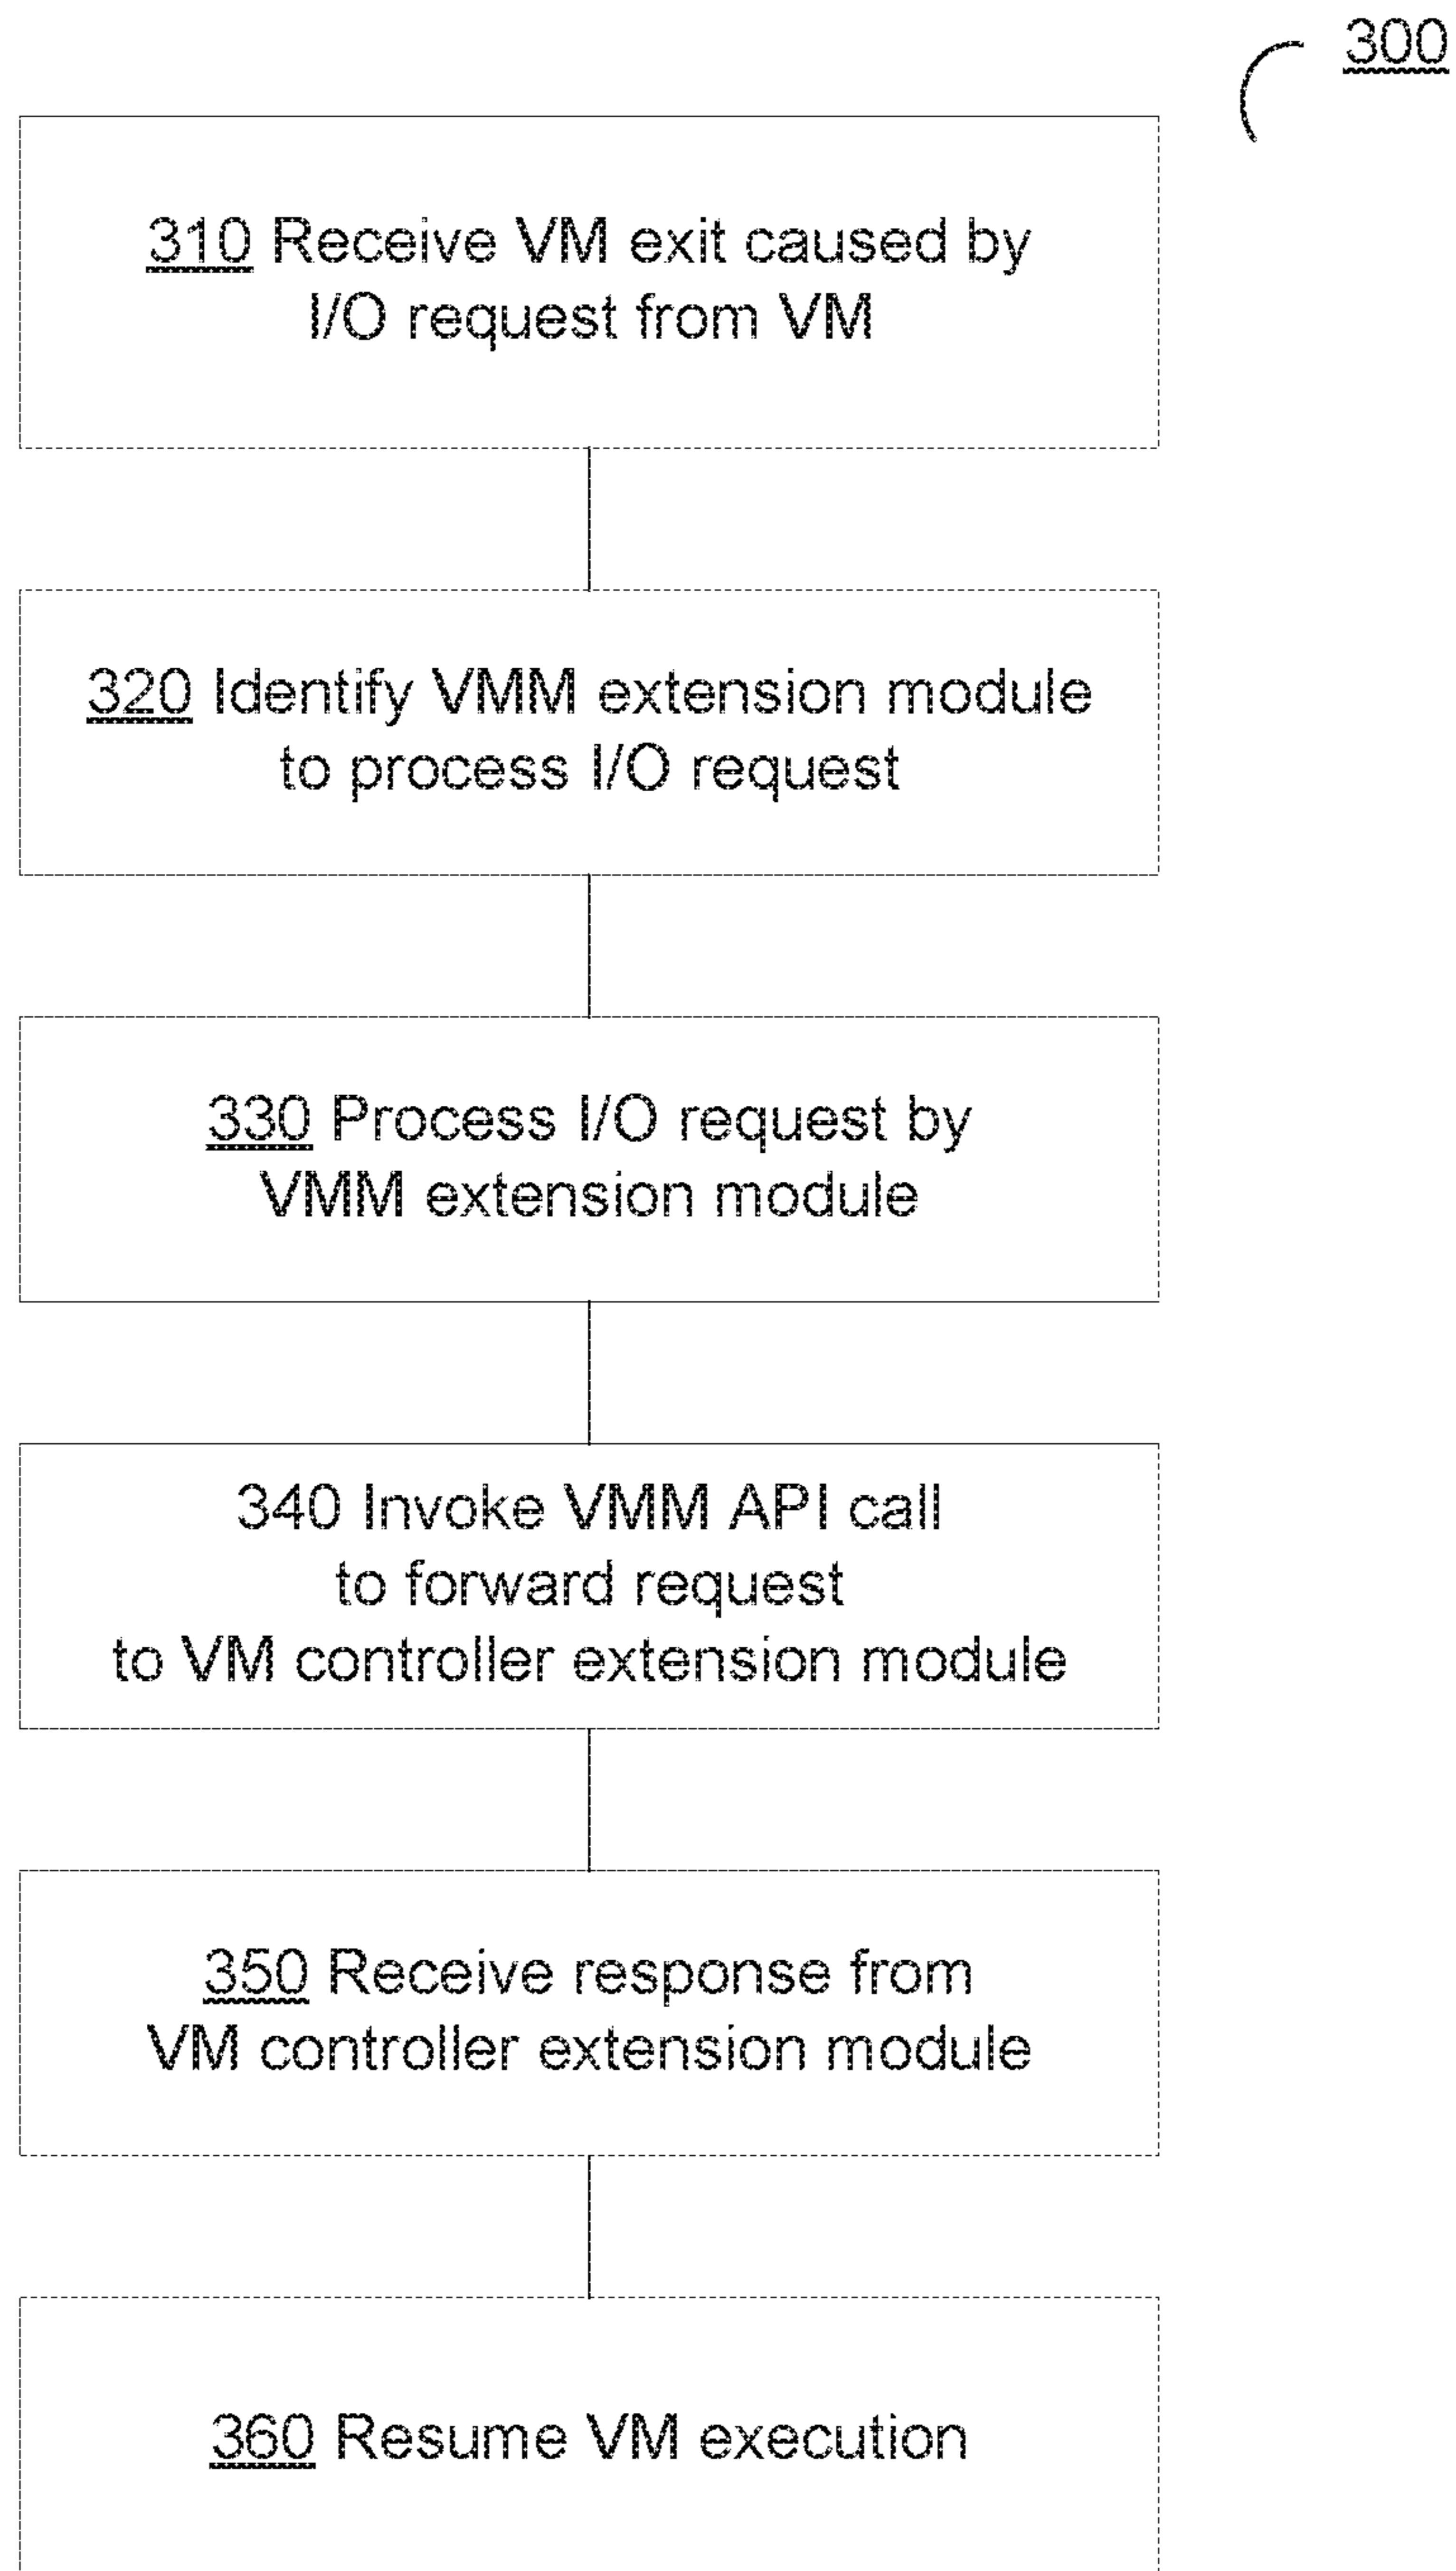 300
310 Receive VM exit caused by
I/O request from VM
320 Identify VMM extension module
to process I/O request
330 Process I/O request by
VMM extension module
340 Invoke VMM API call
to forward request
to VM controller extension module
350 Receive response from
VM controller extension module
360 Resume VM execution